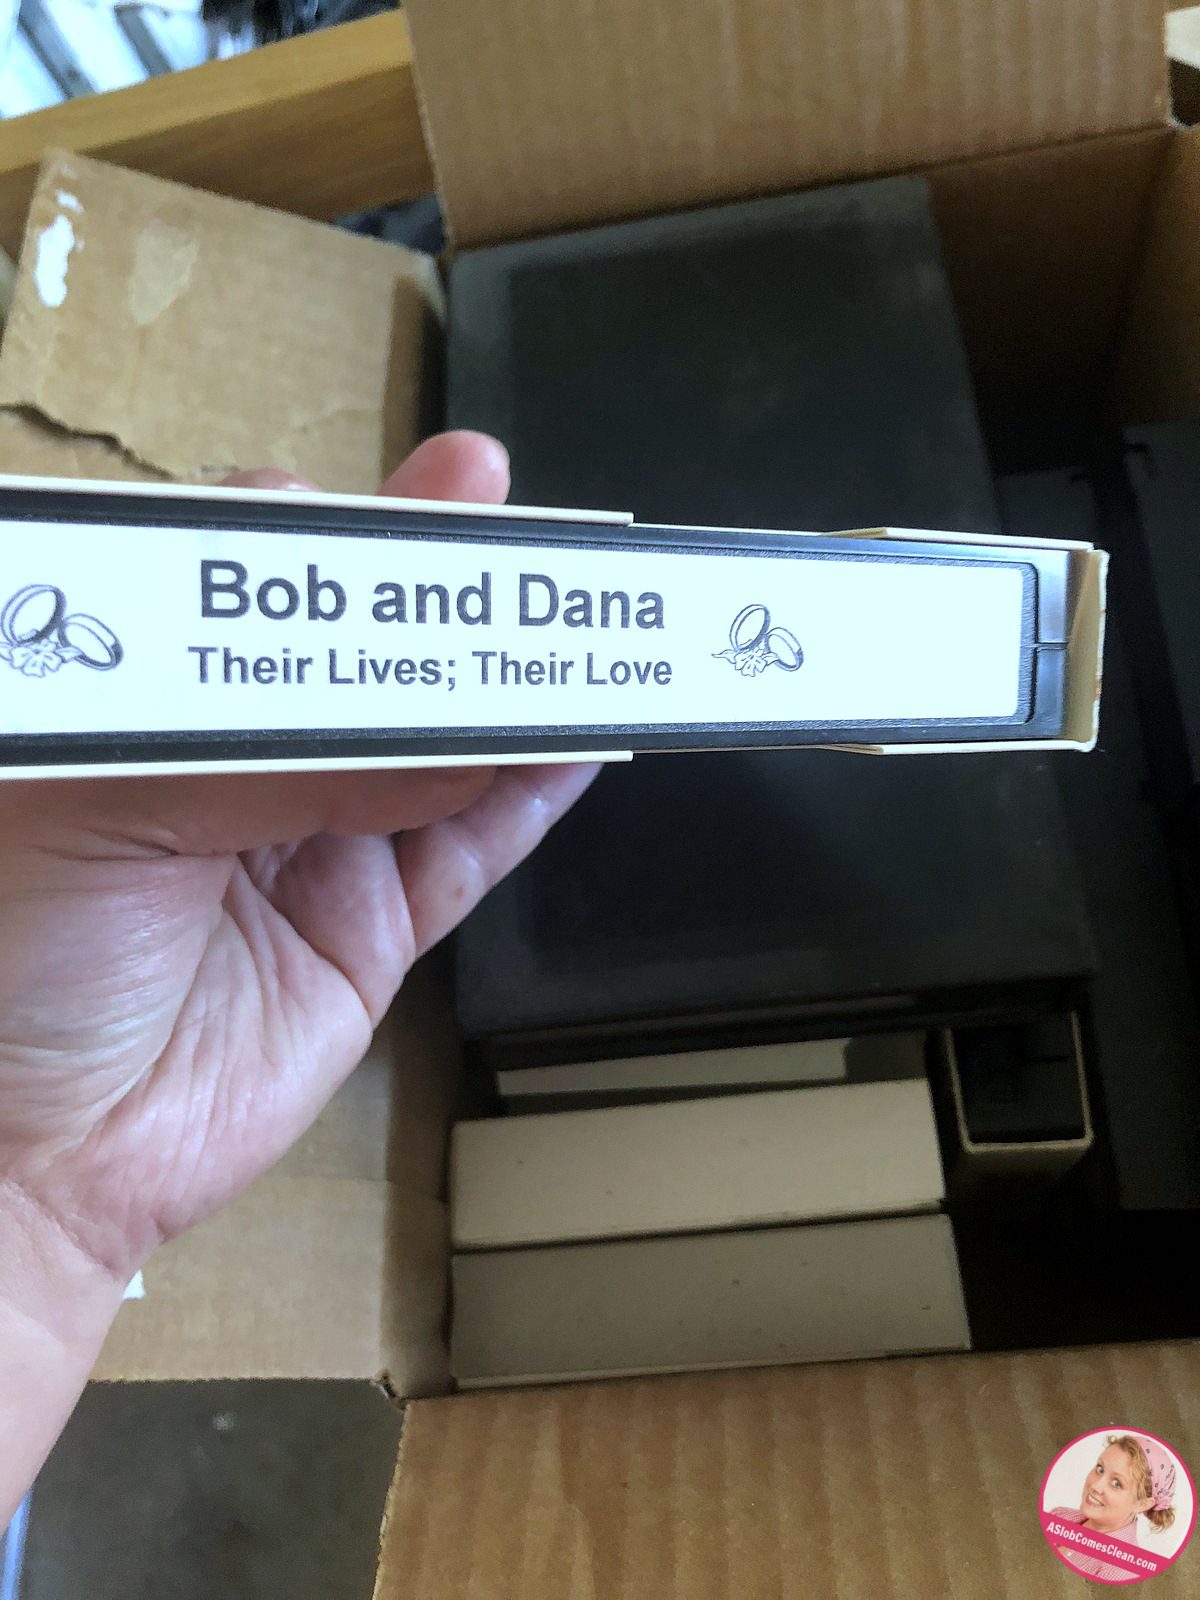 Bob and Dana
Their Lives; Their Love
ASlobComesClean.com